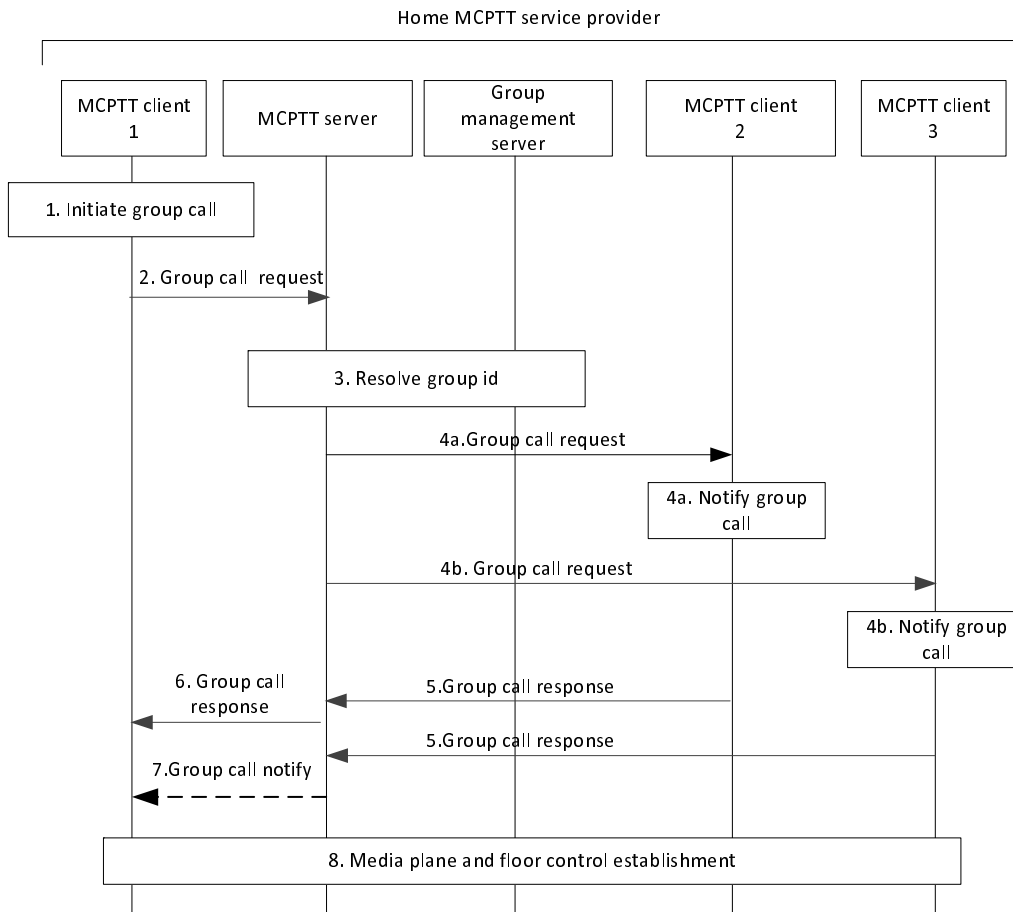 Home MCPTT service provider
MCPTT client
1
MCPTT server
Group
management
server
MCPTT client
2
MCPTT client
3
1. Initiate group call
2. Group call request
3. Resolve group id
4a.Group call request
4a. Notify group
call
4b. Group call request
4b. Notify group
call
6. Group call
response
5.Group call response
5.Group call response
7.Group call notify
8. Media plane and floor control establishment